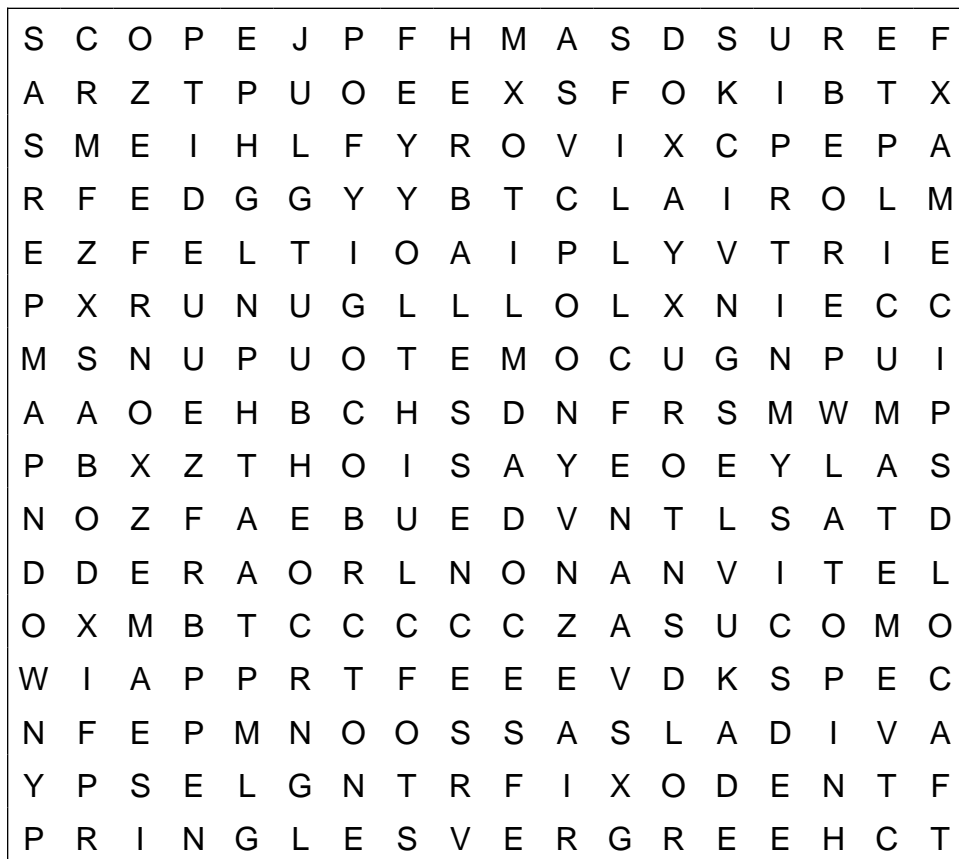 S C O P E J P F H M A S D S U R E F
A R Z T P U O E E X S F O K I B T X
S M E I H L F Y R O V I X C P E P A
R F E D G G Y Y B T C L A I R O L M
E Z F E L T I O A I P L Y V T R I E
P X R U N U G L L L O L X N I E C C
M S N U P U O T E M O C U G N P U I
A A O E H B C H S D N F R S M W M P
P B X Z T H O I S A Y E O E Y L A S
N O Z F A E B U E D V N T L S A T D
D D E R A O R L N O N A N V I T E L
O X M B T C C C C C Z A S U C O M O
W I A P P R T F E E E V D K S P E C
N F E P M N O O S S A S L A D I V A
Y P S E L G N T R F I X O D E N T F
P R I N G L E S V E R G R E E H C T